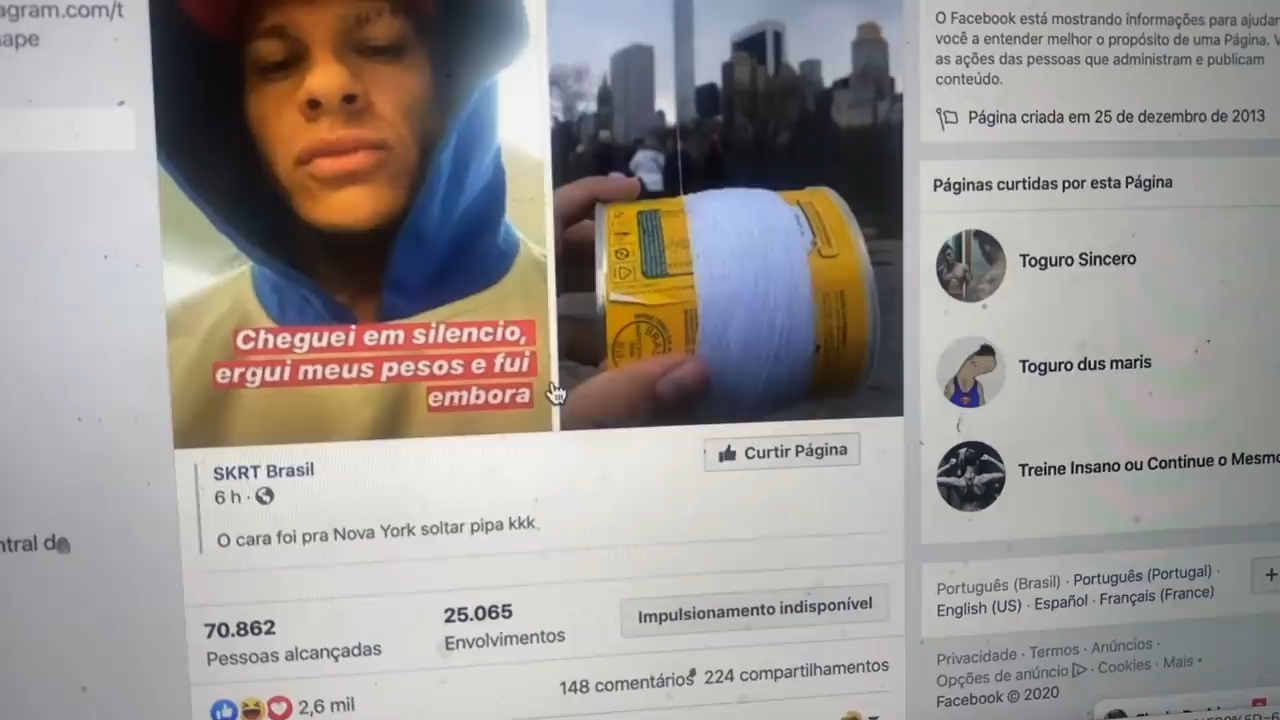 agram.com/t
ape
Cheguei em silencio,
ergui meus pesos e fui
embora
SKRT Brasil
6 h
Curtir Página
O cara foi pra Nova York soltar pipa kkk.
70.862
Pessoas alcançadas
25.065
Envolvimentos
Impulsionamento indisponível
148 comentários 224 compartilhamentos
2,6 mil
O Facebook está mostrando informações para ajudar
você a entender melhor o propósito de uma Página. V
as ações das pessoas que administram e publicam
conteúdo.
Página criada em 25 de dezembro de 2013
Páginas curtidas por esta Página
Toguro Sincero
Toguro dus maris
Treine Insano ou Continue o Mesmo
Português (Brasil) · Português (Portugal) ·
English (US) · Español · Français (France)
Privacidade · Termos · Anúncios ·
Opções de anúncio · Cookies · Mais
Facebook © 2020